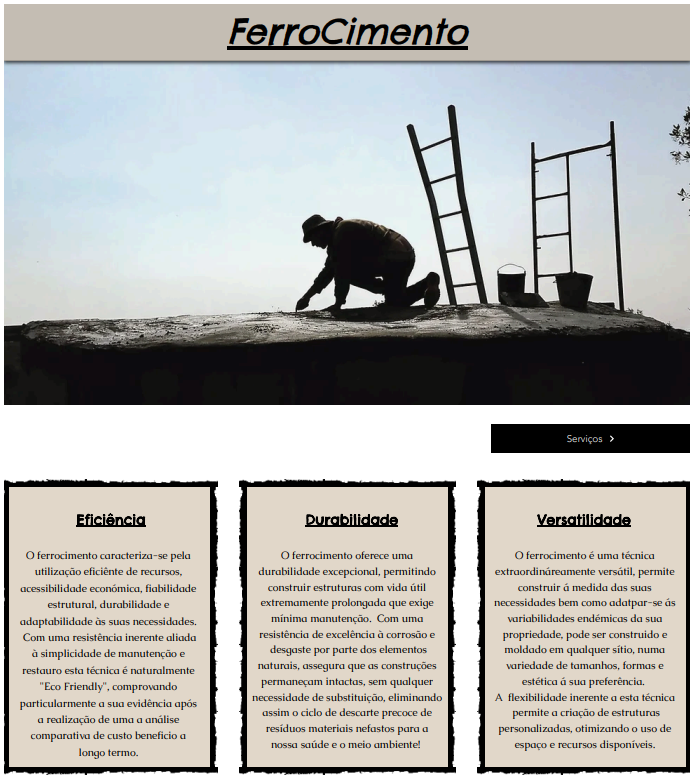 FerroCimento
Serviços
Eficiência
O ferrocimento caracteriza-se pela
utilização eficiênte de recursos,
acessibilidade económica, fiabilidade
estrutural, durabilidade e
adaptabilidade às suas necessidades.
Com uma resistência inerente aliada
à simplicidade de manutenção e
restauro esta técnica é naturalmente
"Eco Friendly", comprovando
particularmente a sua evidência após
a realização de uma a análise
comparativa de custo beneficio a
longo termo.
Durabilidade
O ferrocimento oferece uma
durabilidade excepcional, permitindo
construir estruturas com vida útil
extremamente prolongada que exige
mínima manutenção. Com uma
resistência de excelência à corrosão e
desgaste por parte dos elementos
naturais, assegura que as construções
permaneçam intactas, sem qualquer
necessidade de substituição, eliminando
assim o ciclo de descarte precoce de
resíduos materiais nefastos para a
nossa saúde e o meio ambiente!
Versatilidade
O ferrocimento é uma técnica
extraordináreamente versátil, permite
construir á medida das suas
necessidades bem como adatpar-se ás
variabilidades endémicas da sua
propriedade, pode ser construido e
moldado em qualquer sítio, numa
variedade de tamanhos, formas e
estética á sua preferência.
A flexibilidade inerente a esta técnica
permite a criação de estruturas
personalizadas, otimizando o uso de
espaço e recursos disponíveis.